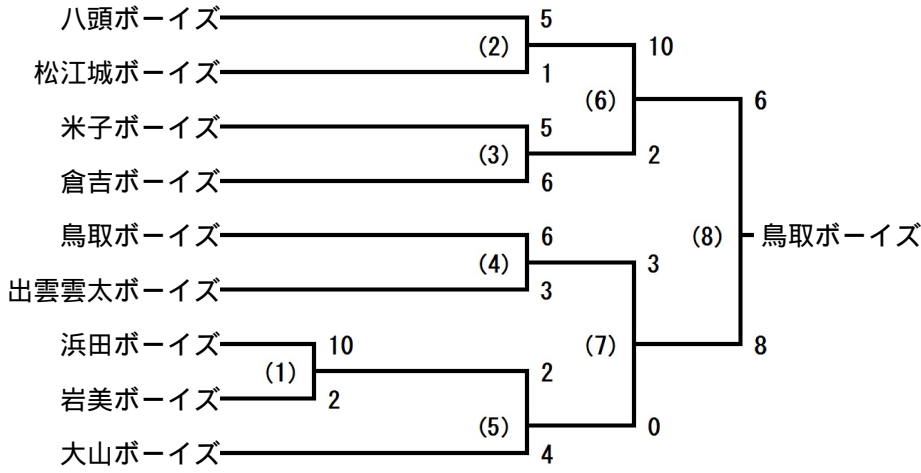 八頭ボーイズ 5
(2) 10
松江城ボーイズ 1
(6) 6
米子ボーイズ 5
(3) 2
倉吉ボーイズ 6
鳥取ボーイズ 6
(8) 鳥取ボーイズ
(4) 3
出雲雲太ボーイズ 3
浜田ボーイズ 10
(7) 8
(1) 2
岩美ボーイズ 2
(5) 0
大山ボーイズ 4